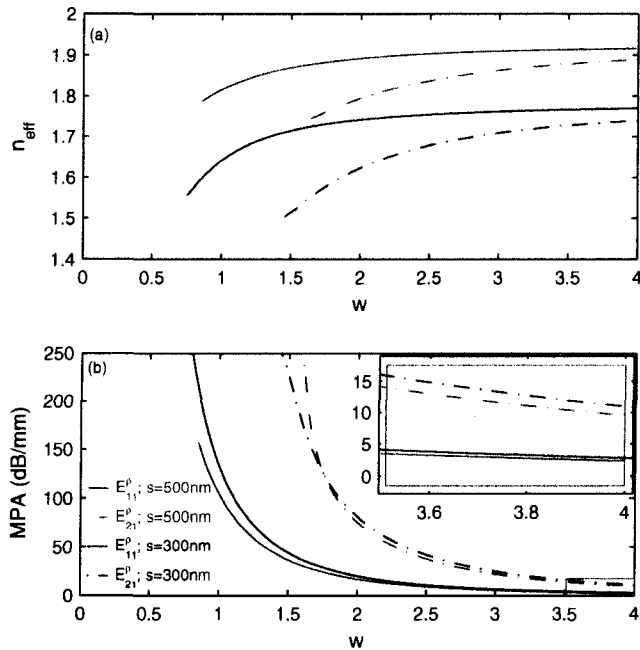 (a)
2
1.9
1.8
1.7
1.6
1.5
1.4
n_eff
0 0.5 1 1.5 2 2.5 3 3.5 4
w
(b)
250
200
150
100
50
0
MPA (dB/mm)
E^ρ_11; s=500nm
E^ρ_21; s=500nm
E^ρ_11; s=300nm
E^ρ_21; s=300nm
15
10
5
0
3.6 3.8 4
0 0.5 1 1.5 2 2.5 3 3.5 4
w